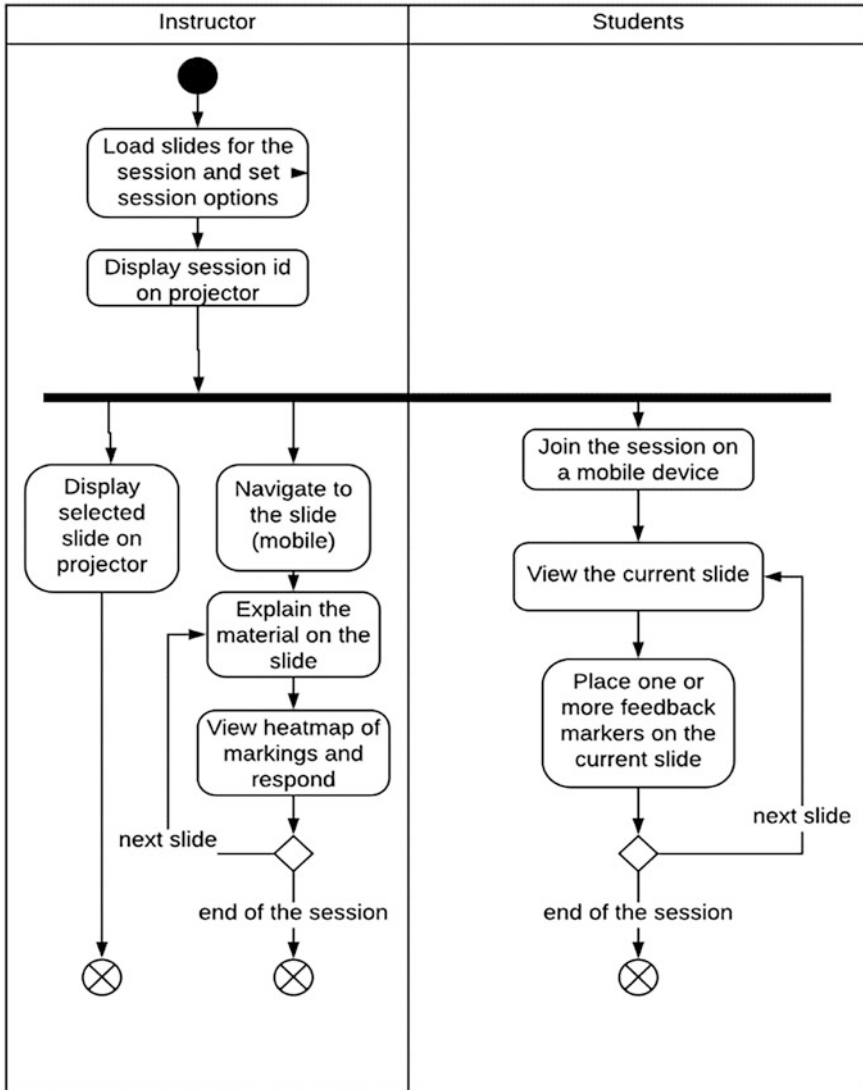 Instructor
Students
Load slides for the
session and set
session options
Display session id
on projector
Display
selected
slide on
projector
Navigate to
the slide
(mobile)
Explain the
material on the
slide
View heatmap of
markings and
respond
next slide
end of the session
Join the session on
a mobile device
View the current slide
Place one or
more feedback
markers on the
current slide
next slide
end of the session